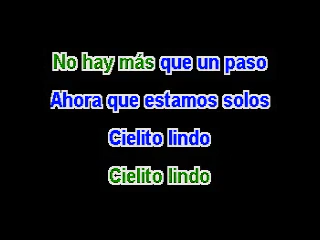 No hay más que un paso
Ahora que estamos solos
Cielito lindo
Cielito lindo